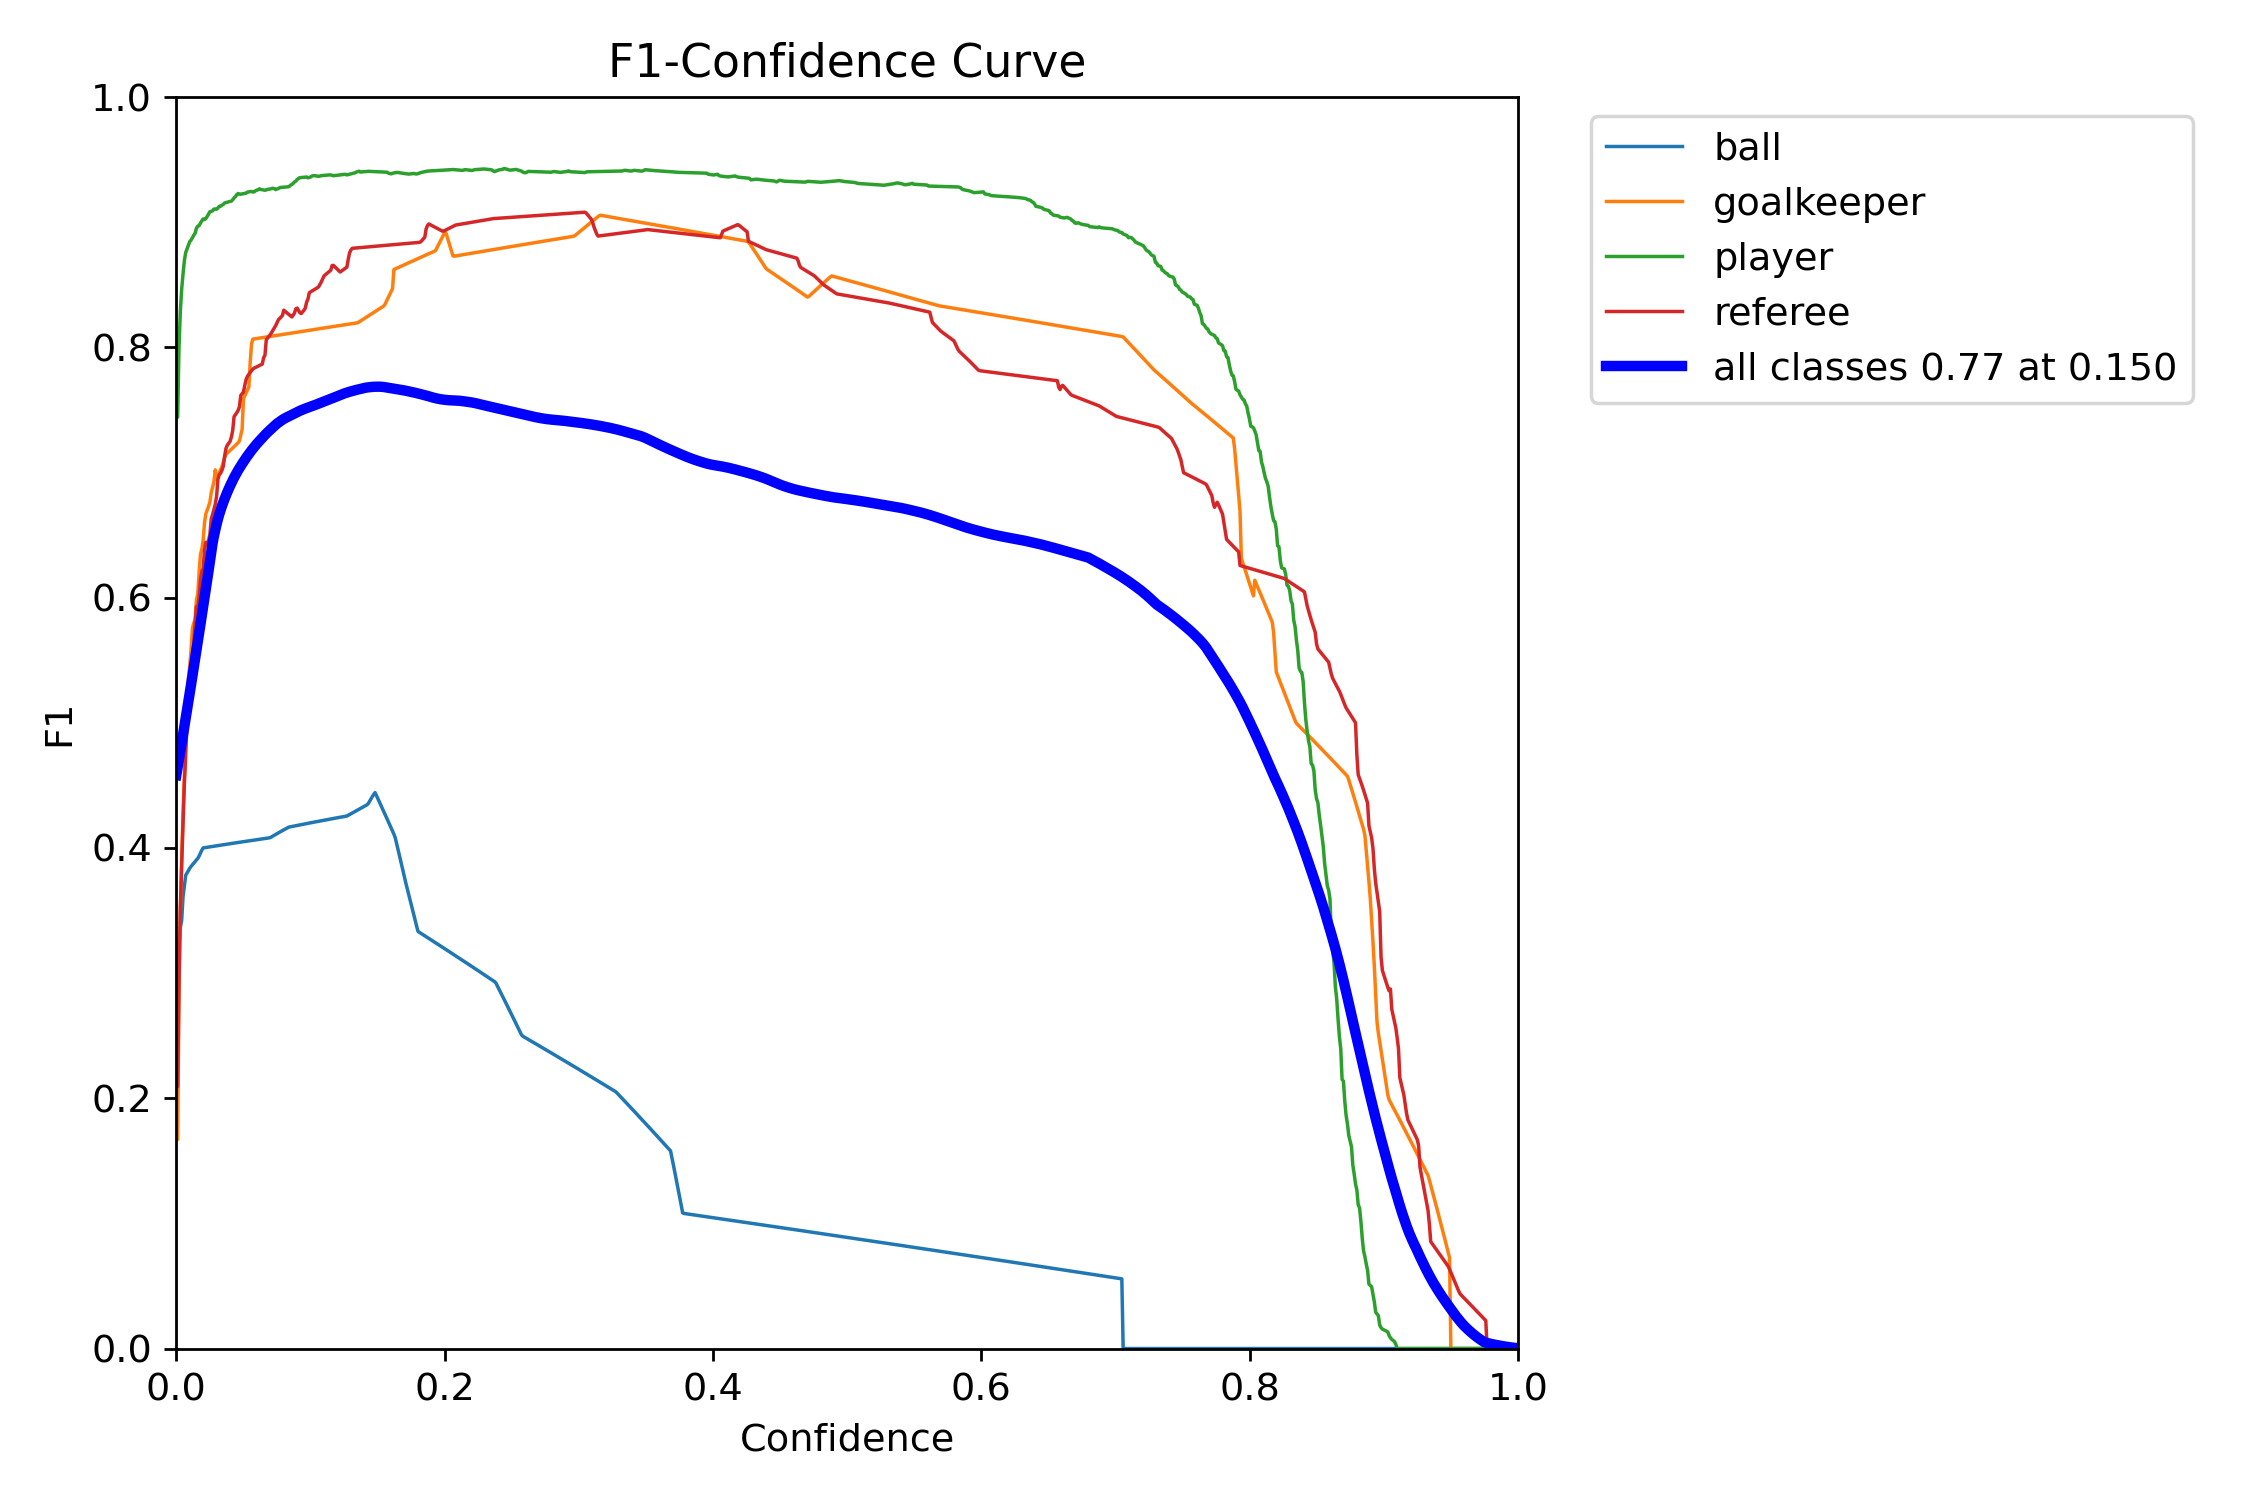 F1-Confidence Curve
1.0
0.8
0.6
0.4
0.2
0.0
F1
0.0 0.2 0.4 0.6 0.8 1.0
Confidence
ball
goalkeeper
player
referee
all classes 0.77 at 0.150